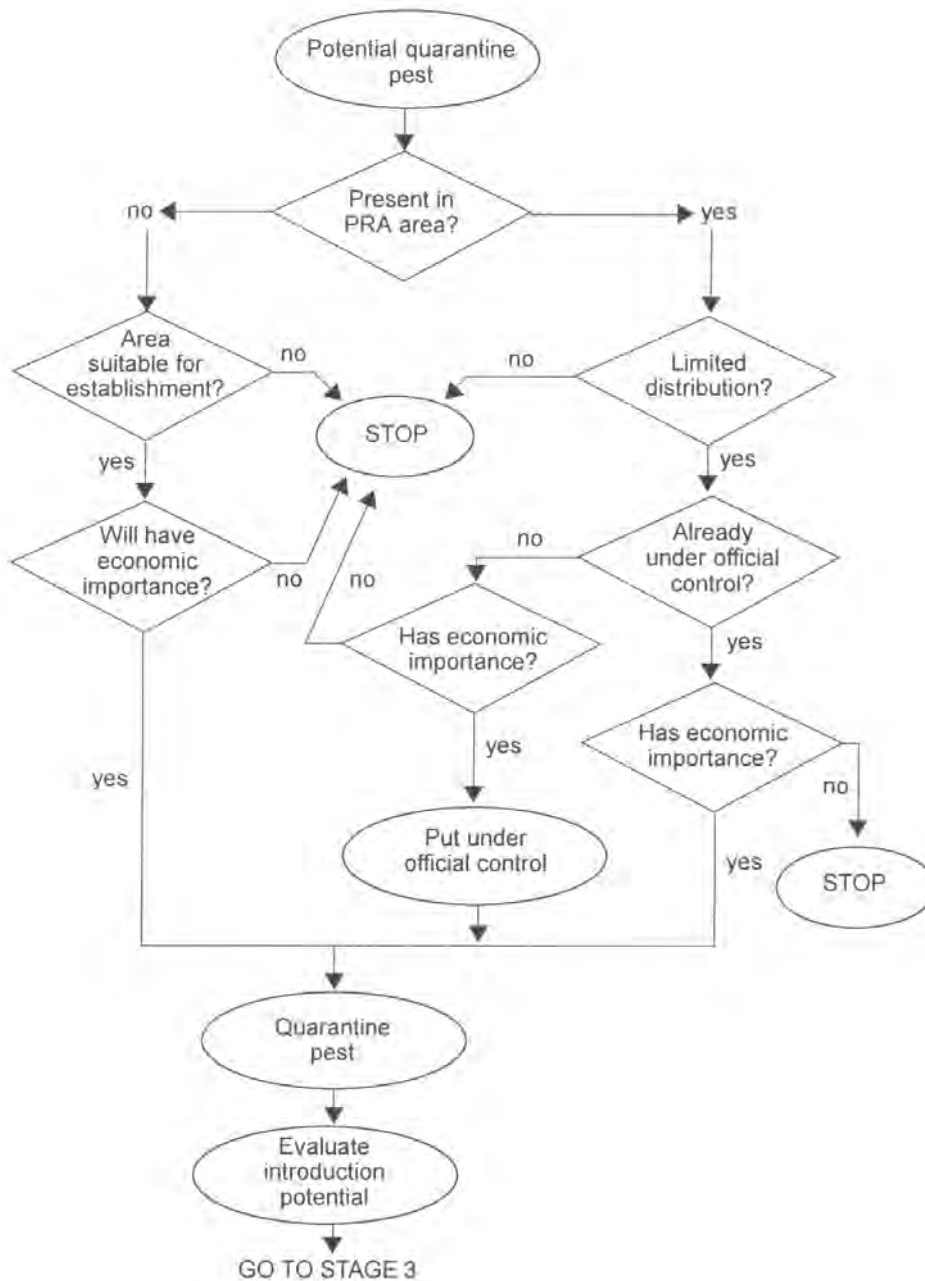 Potential quarantine
pest
Present in
PRA area?
no
yes
Area
suitable for
establishment?
no
no
Limited
distribution?
STOP
yes
yes
Will have
economic
importance?
no
no
no
Already
under official
control?
Has economic
importance?
yes
Has economic
importance?
yes
yes
no
Put under
official control
yes
STOP
Quarantine
pest
Evaluate
introduction
potential
GO TO STAGE 3